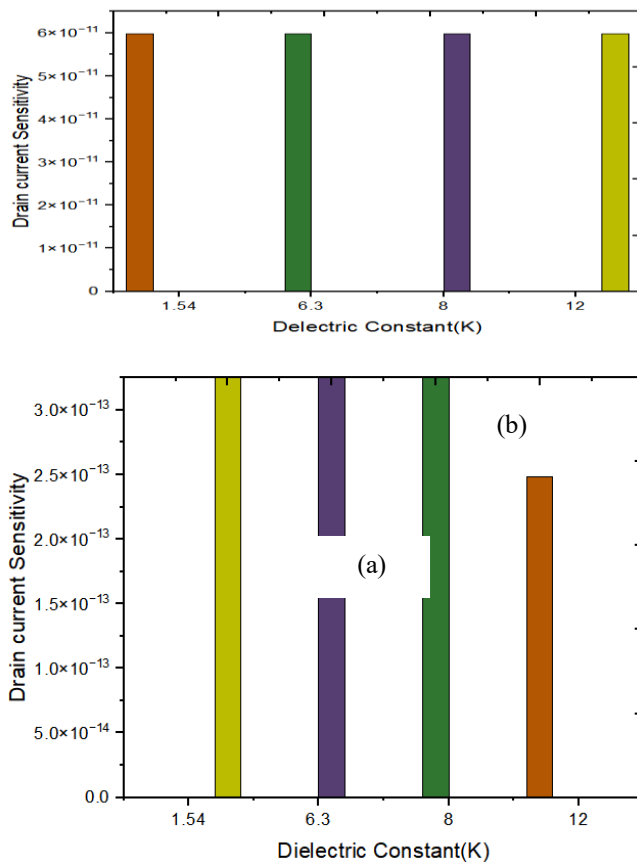 6×10⁻¹¹
5×10⁻¹¹
4×10⁻¹¹
3×10⁻¹¹
2×10⁻¹¹
1×10⁻¹¹
0
Drain current Sensitivity
1.54 6.3 8 12
Delectric Constant(K)
(b)
3.0×10⁻¹³
2.5×10⁻¹³
2.0×10⁻¹³
(a)
1.5×10⁻¹³
1.0×10⁻¹³
5.0×10⁻¹⁴
0.0
Drain current Sensitivity
1.54 6.3 8 12
Dielectric Constant(K)